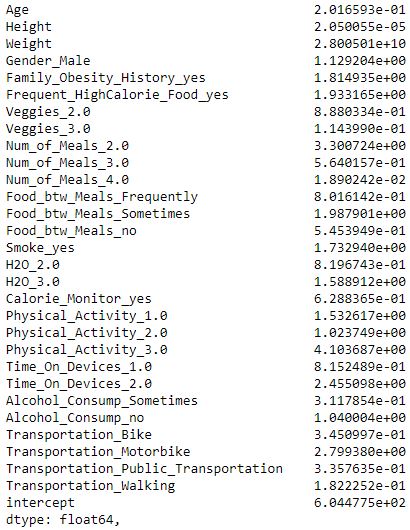 Age 2.016593e-01
Height 2.050055e-05
Weight 2.800501e+10
Gender_Male 1.129204e+00
Family_Obesity_History_yes 1.814935e+00
Frequent_HighCalorie_Food_yes 1.933165e+00
Veggies_2.0 8.880334e-01
Veggies_3.0 1.143990e-01
Num_of_Meals_2.0 3.300724e+00
Num_of_Meals_3.0 5.640157e-01
Num_of_Meals_4.0 1.890242e-02
Food_btw_Meals_Frequently 8.016142e-01
Food_btw_Meals_Sometimes 1.987901e+00
Food_btw_Meals_no 5.453949e-01
Smoke_yes 1.732940e+00
H2O_2.0 8.196743e-01
H2O_3.0 1.588912e+00
Calorie_Monitor_yes 6.288365e-01
Physical_Activity_1.0 1.532617e+00
Physical_Activity_2.0 1.023749e+00
Physical_Activity_3.0 4.103687e+00
Time_On_Devices_1.0 8.152489e-01
Time_On_Devices_2.0 2.455098e+00
Alcohol_Consump_Sometimes 3.117854e-01
Alcohol_Consump_no 1.040004e+00
Transportation_Bike 3.450997e-01
Transportation_Motorbike 2.799380e+00
Transportation_Public_Transportation 3.357635e-01
Transportation_Walking 1.822252e-01
intercept 6.044775e+02
dtype: float64,